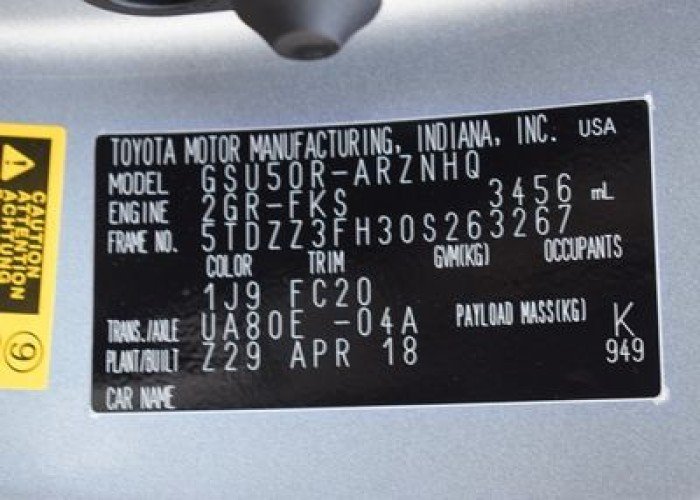 TOYOTA MOTOR MANUFACTURING, INDIANA, INC. USA
MODEL GSU50R-ARZNHQ
ENGINE 2GR-FKS 3456 mL
FRAME NO. 5TDZZ3FH30S263267
COLOR TRIM GVM(KG) OCCUPANTS
1J9 FC20
TRANS./AXLE UA80E -04A PAYLOAD MASS(KG) K
PLANT/BUILT Z29 APR 18 949
CAR NAME
CAUTION
ATTENTION
ACHTUNG
9